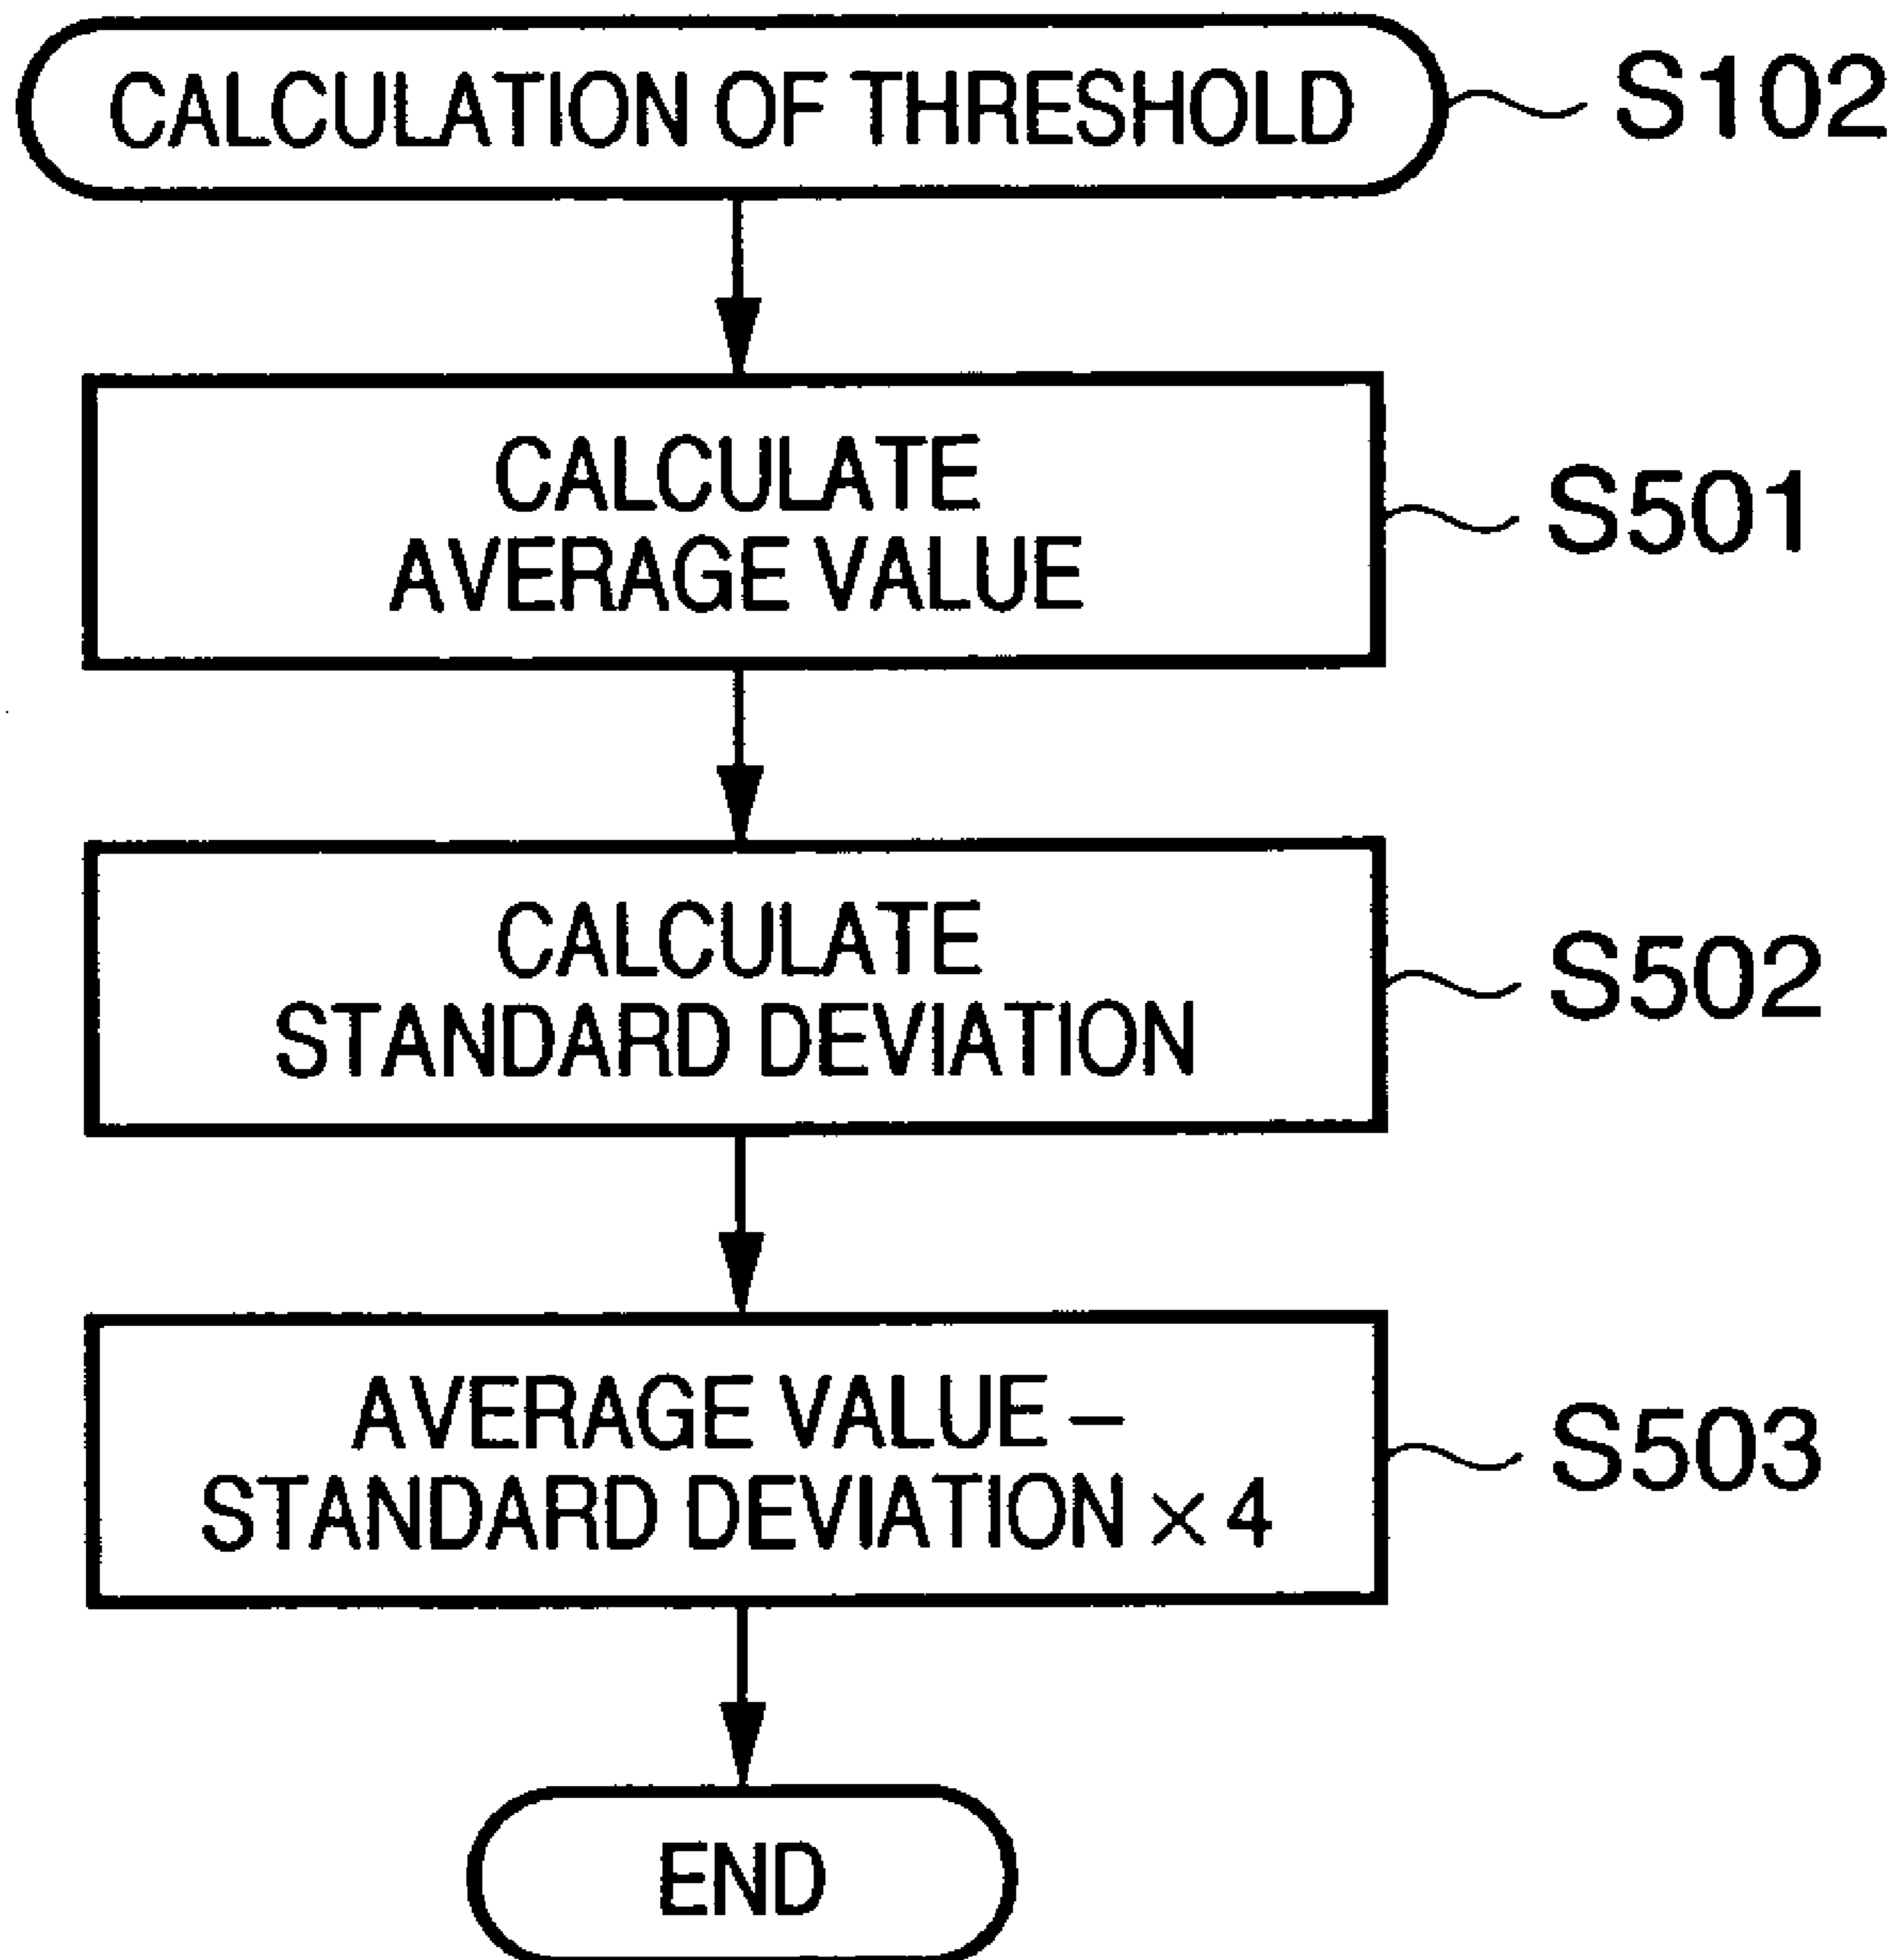 CALCULATION OF THRESHOLD S102
CALCULATE
AVERAGE VALUE
S501
CALCULATE
STANDARD DEVIATION
S502
AVERAGE VALUE –
STANDARD DEVIATION × 4
S503
END